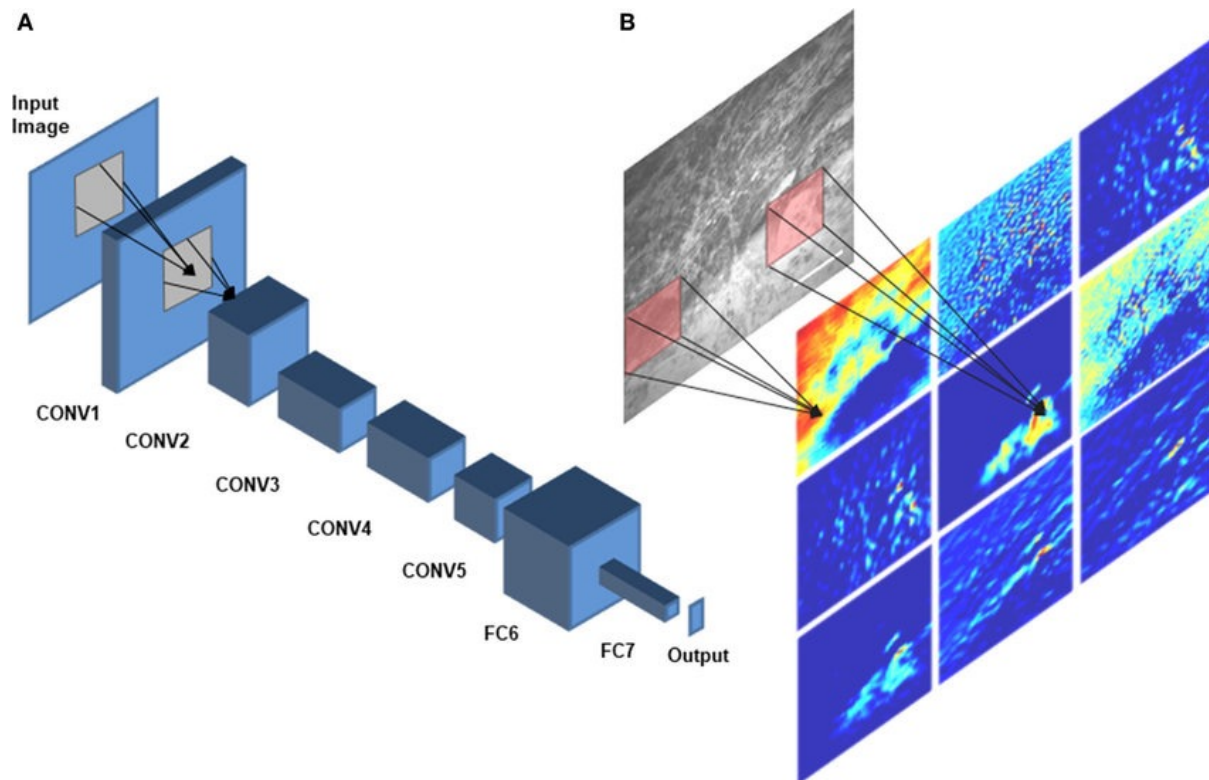 A
B
Input
Image
CONV1
CONV2
CONV3
CONV4
CONV5
FC6
FC7
Output